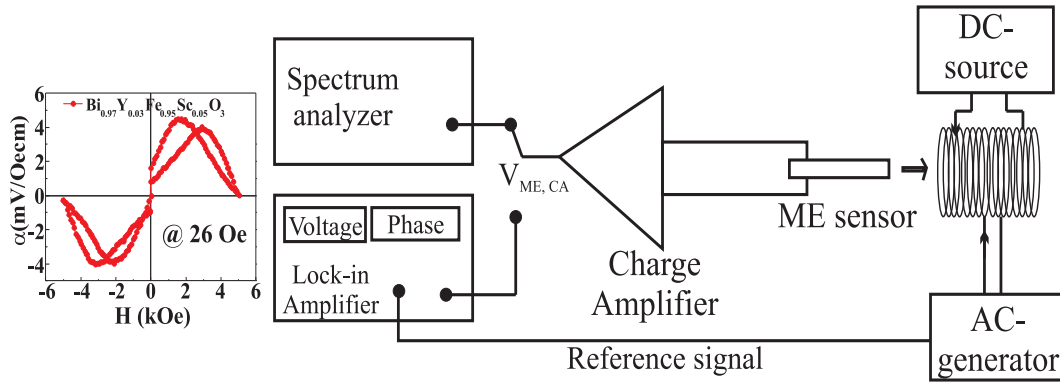 Bi0.97Y0.03Fe0.95Sc0.05O3
α(mV/Oecm)
6
4
2
0
-2
-4
@ 26 Oe
-6 -4 -2 0 2 4 6
H (kOe)
Spectrum
analyzer
Voltage
Phase
Lock-in
Amplifier
VME, CA
Charge
Amplifier
ME sensor
DC-
source
AC-
generator
Reference signal